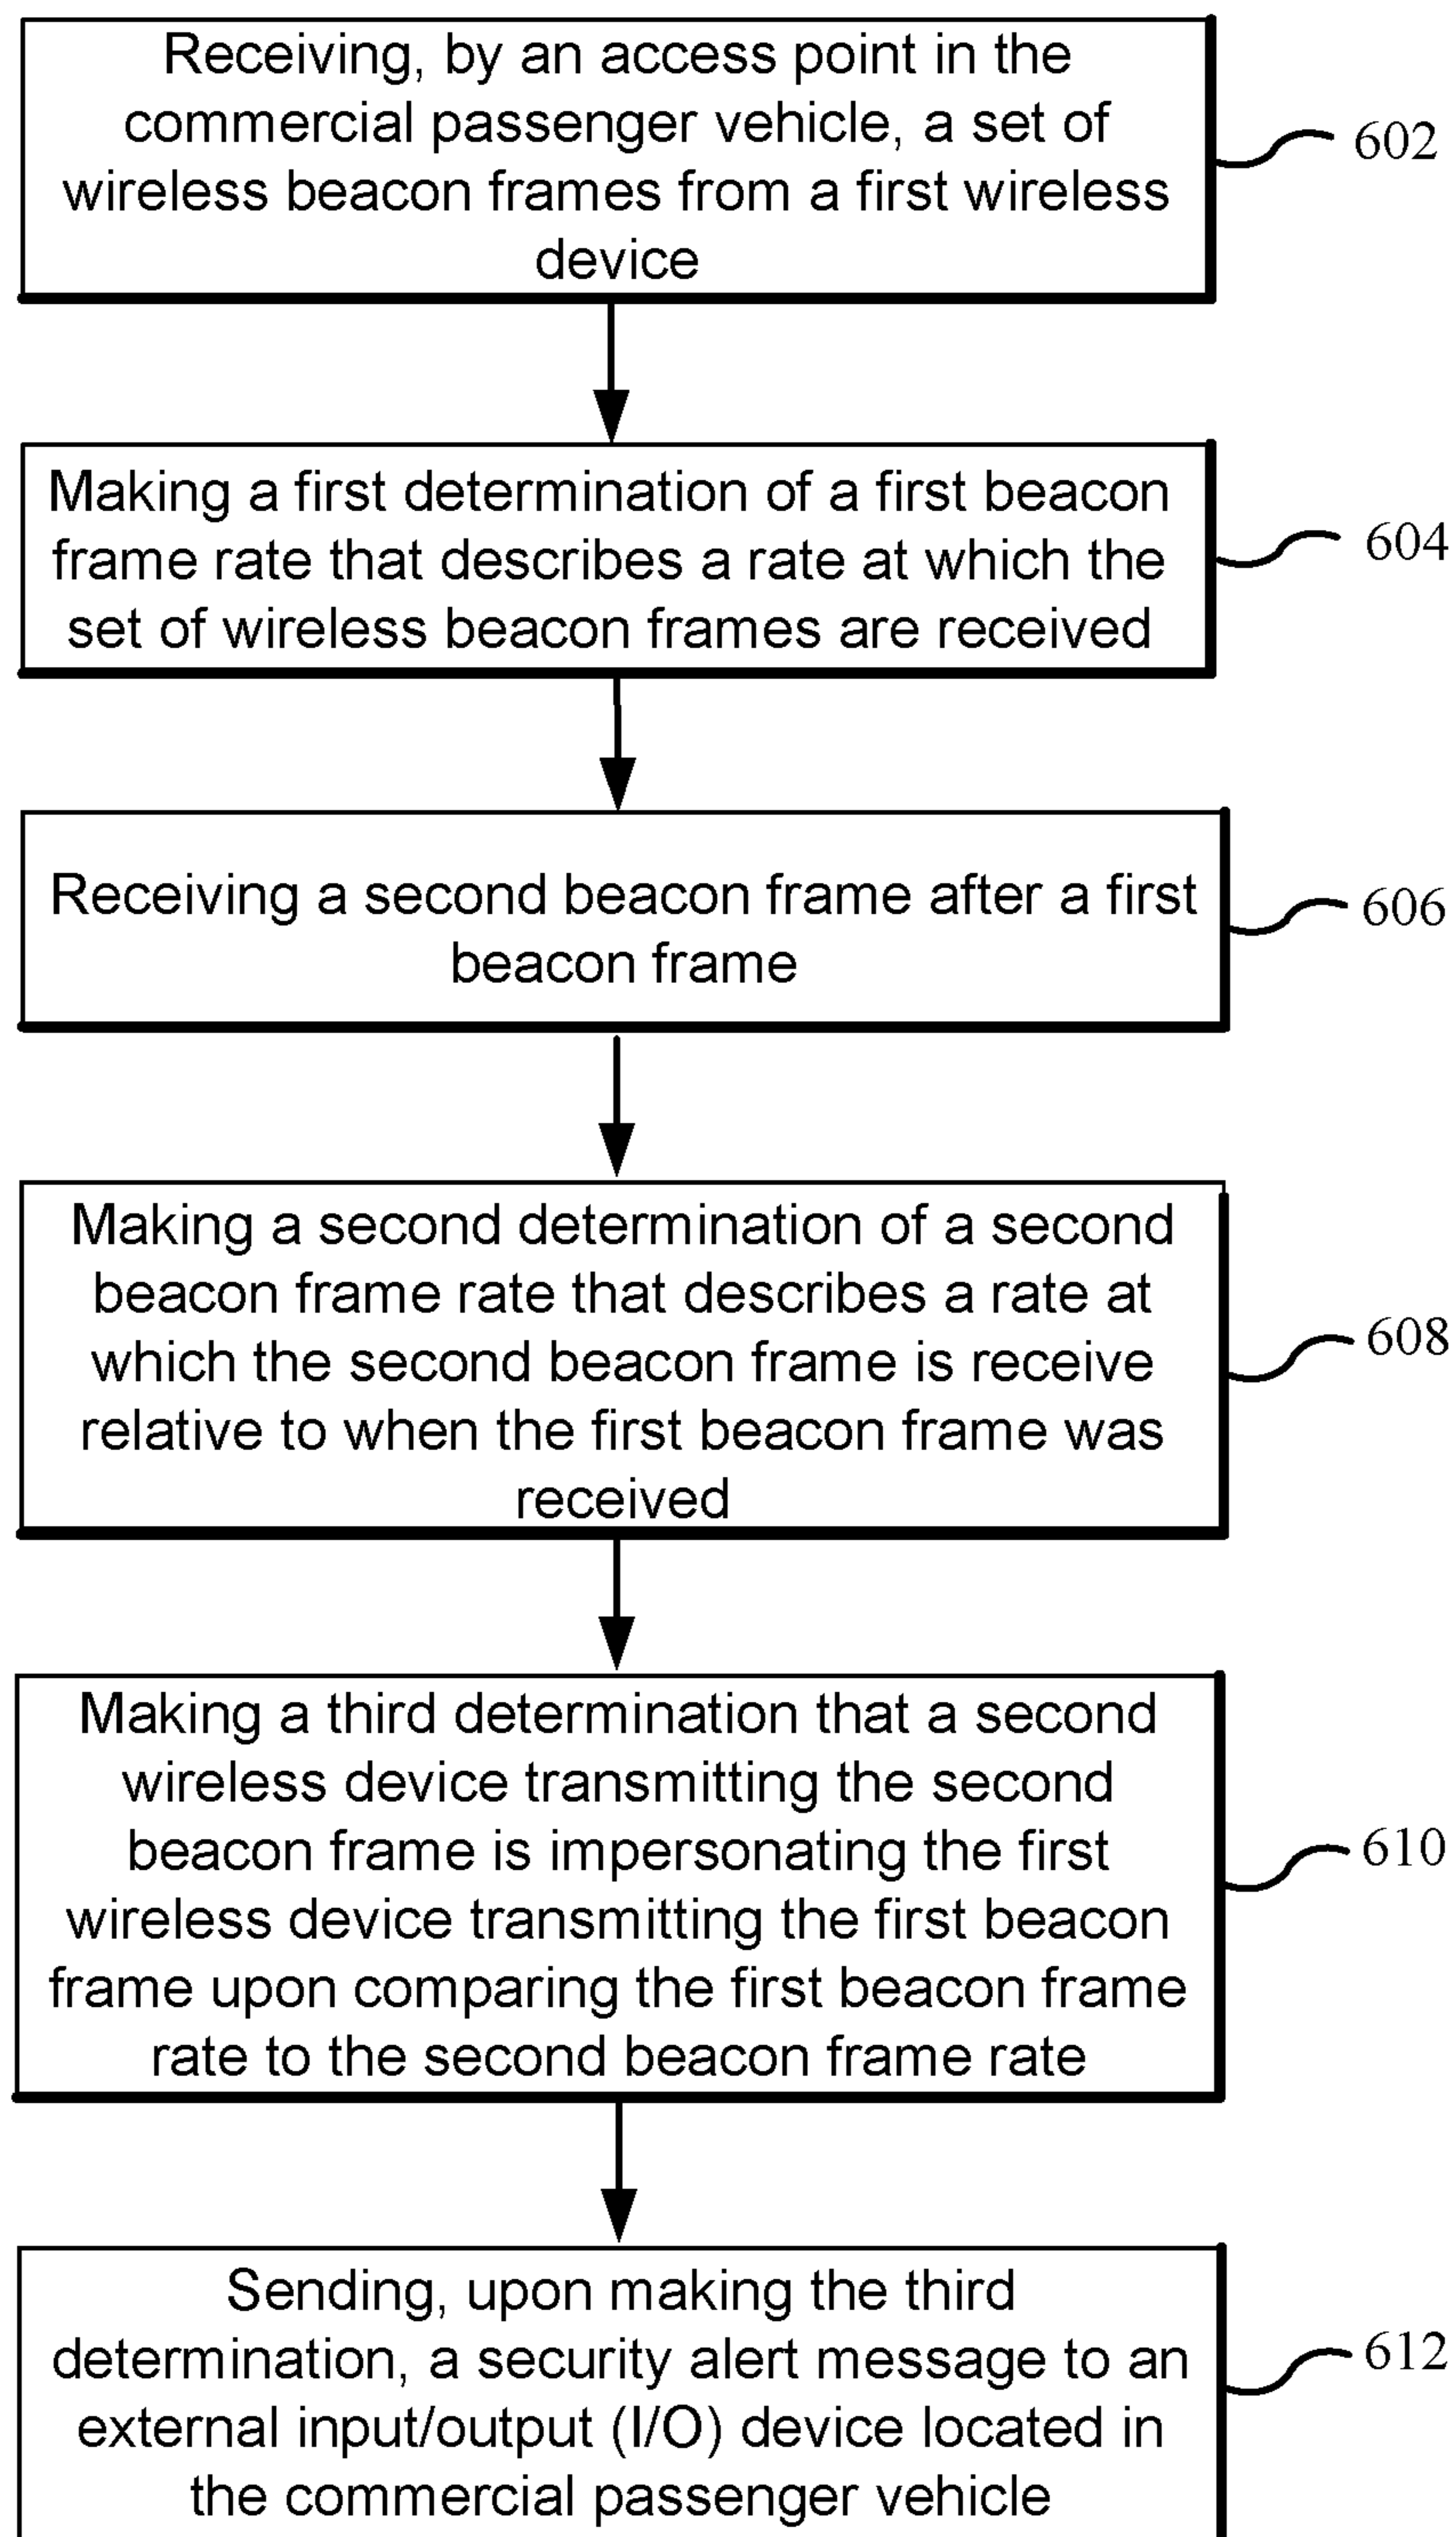 Receiving, by an access point in the
commercial passenger vehicle, a set of
wireless beacon frames from a first wireless
device
602
Making a first determination of a first beacon
frame rate that describes a rate at which the
set of wireless beacon frames are received
604
Receiving a second beacon frame after a first
beacon frame
606
Making a second determination of a second
beacon frame rate that describes a rate at
which the second beacon frame is receive
relative to when the first beacon frame was
received
608
Making a third determination that a second
wireless device transmitting the second
beacon frame is impersonating the first
wireless device transmitting the first beacon
frame upon comparing the first beacon frame
rate to the second beacon frame rate
610
Sending, upon making the third
determination, a security alert message to an
external input/output (I/O) device located in
the commercial passenger vehicle
612